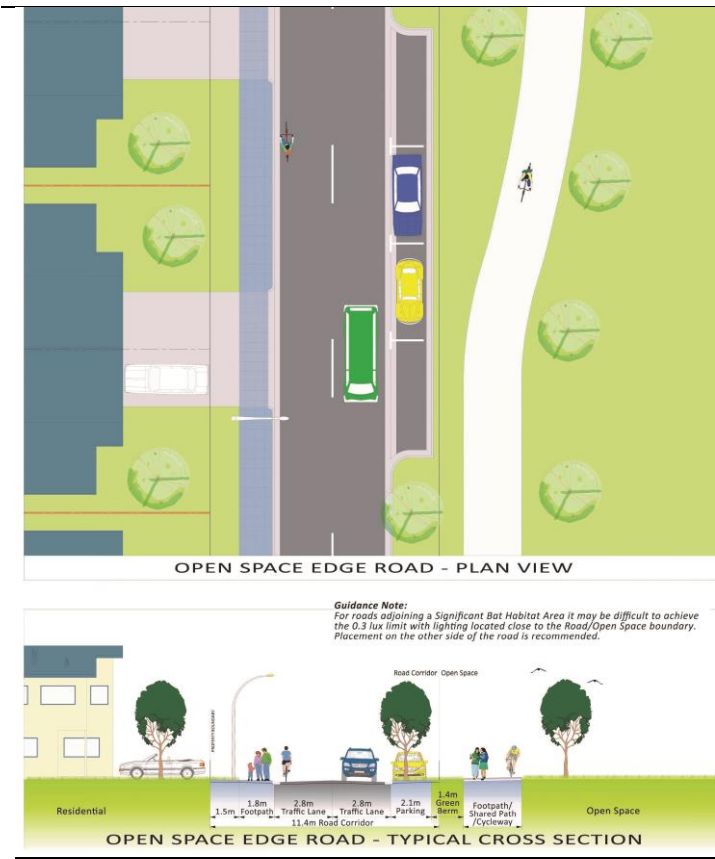 OPEN SPACE EDGE ROAD - PLAN VIEW
Guidance Note:
For roads adjoining a Significant Bat Habitat Area it may be difficult to achieve
the 0.3 lux limit with lighting located close to the Road/Open Space boundary.
Placement on the other side of the road is recommended.
Road Corridor Open Space
PROPERTY BOUNDARY
Residential
1.5m
1.8m
Footpath
2.8m
Traffic Lane
2.8m
Traffic Lane
2.1m
Parking
1.4m
Green
Berm
Footpath/
Shared Path
/Cycleway
Open Space
11.4m Road Corridor
OPEN SPACE EDGE ROAD - TYPICAL CROSS SECTION